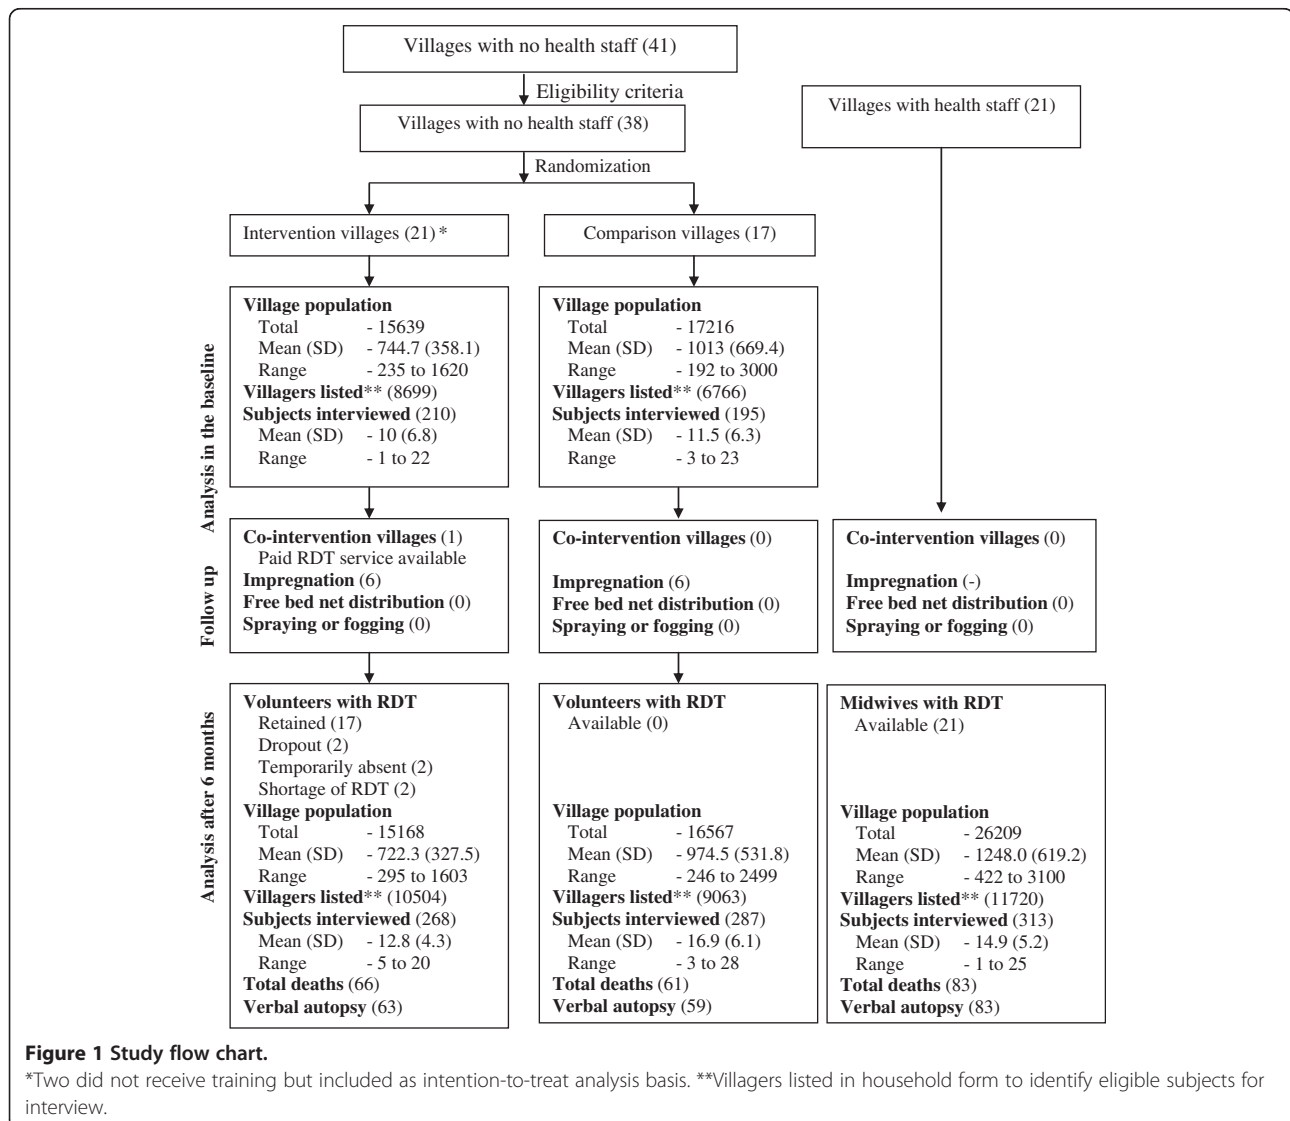 Villages with no health staff (41)
Eligibility criteria
Villages with no health staff (38)
Villages with health staff (21)
Randomization
Intervention villages (21) *
Comparison villages (17)
Analysis in the baseline
Village population
Total - 15639
Mean (SD) - 744.7 (358.1)
Range - 235 to 1620
Villagers listed** (8699)
Subjects interviewed (210)
Mean (SD) - 10 (6.8)
Range - 1 to 22
Village population
Total - 17216
Mean (SD) - 1013 (669.4)
Range - 192 to 3000
Villagers listed** (6766)
Subjects interviewed (195)
Mean (SD) - 11.5 (6.3)
Range - 3 to 23
Follow up
Co-intervention villages (1)
Paid RDT service available
Impregnation (6)
Free bed net distribution (0)
Spraying or fogging (0)
Co-intervention villages (0)
Impregnation (6)
Free bed net distribution (0)
Spraying or fogging (0)
Co-intervention villages (0)
Impregnation (-)
Free bed net distribution (0)
Spraying or fogging (0)
Analysis after 6 months
Volunteers with RDT
Retained (17)
Dropout (2)
Temporarily absent (2)
Shortage of RDT (2)
Village population
Total - 15168
Mean (SD) - 722.3 (327.5)
Range - 295 to 1603
Villagers listed** (10504)
Subjects interviewed (268)
Mean (SD) - 12.8 (4.3)
Range - 5 to 20
Total deaths (66)
Verbal autopsy (63)
Volunteers with RDT
Available (0)
Village population
Total - 16567
Mean (SD) - 974.5 (531.8)
Range - 246 to 2499
Villagers listed** (9063)
Subjects interviewed (287)
Mean (SD) - 16.9 (6.1)
Range - 3 to 28
Total deaths (61)
Verbal autopsy (59)
Midwives with RDT
Available (21)
Village population
Total - 26209
Mean (SD) - 1248.0 (619.2)
Range - 422 to 3100
Villagers listed** (11720)
Subjects interviewed (313)
Mean (SD) - 14.9 (5.2)
Range - 1 to 25
Total deaths (83)
Verbal autopsy (83)
Figure 1 Study flow chart.
*Two did not receive training but included as intention-to-treat analysis basis. **Villagers listed in household form to identify eligible subjects for
interview.